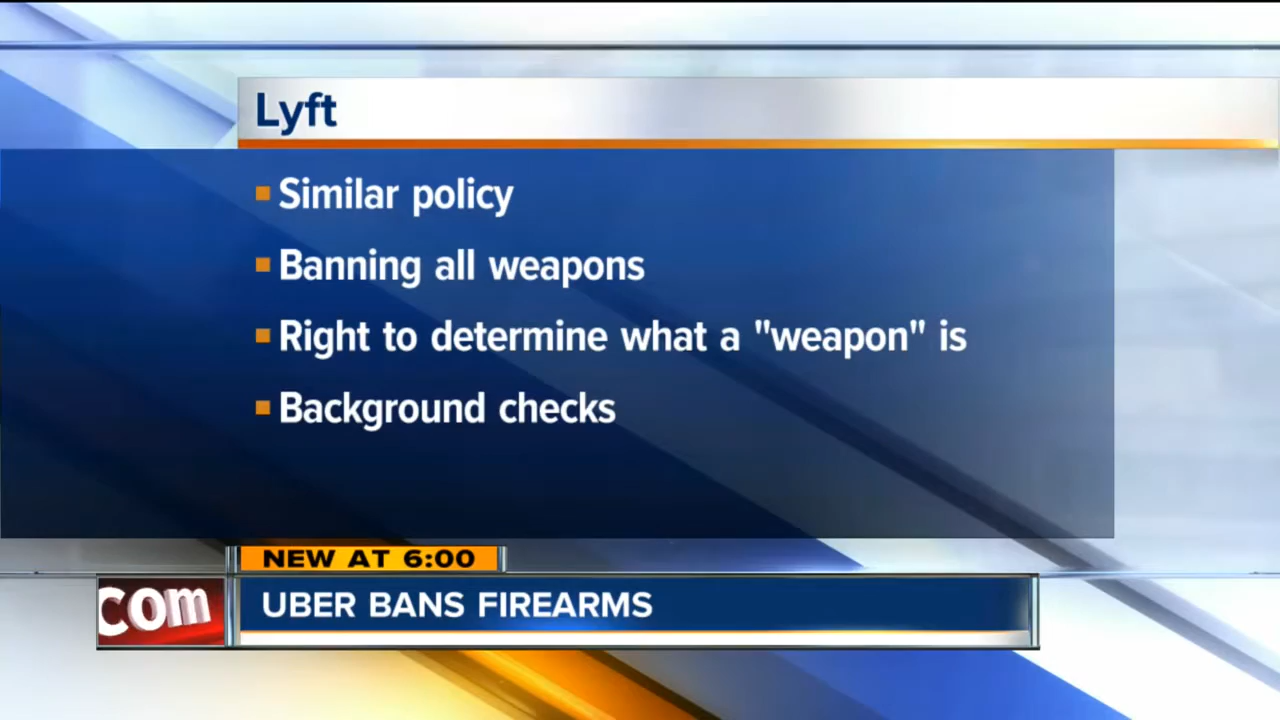 Lyft
Similar policy
Banning all weapons
Right to determine what a "weapon" is
Background checks
NEW AT 6:00
com
UBER BANS FIREARMS